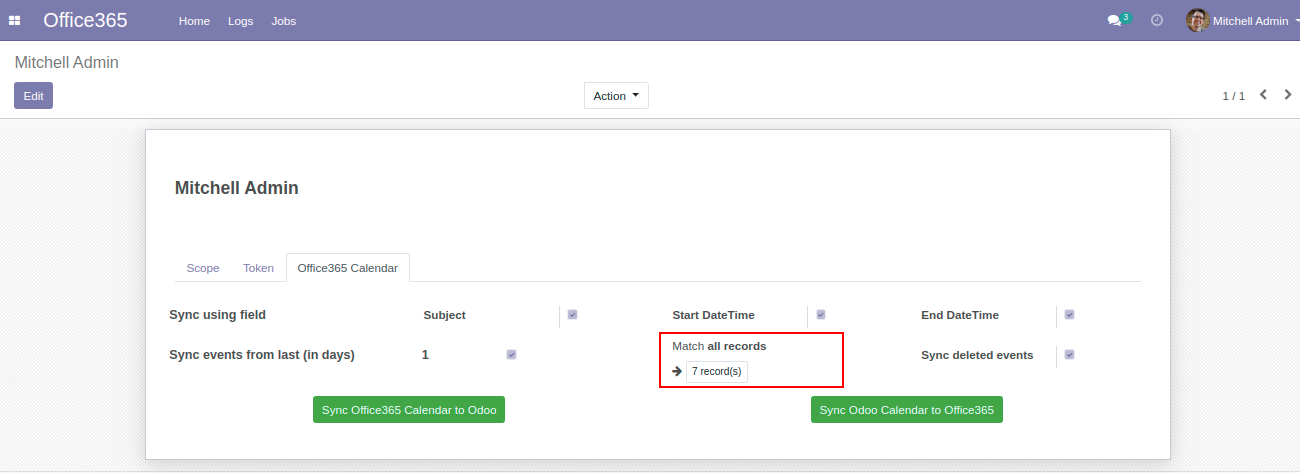 Office365 Home Logs Jobs 3 Mitchell Admin
Mitchell Admin
Edit Action 1 / 1
Mitchell Admin
Scope Token Office365 Calendar
Sync using field Subject Start DateTime End DateTime
Match all records
Sync events from last (in days) 1 Sync deleted events
7 record(s)
Sync Office365 Calendar to Odoo Sync Odoo Calendar to Office365